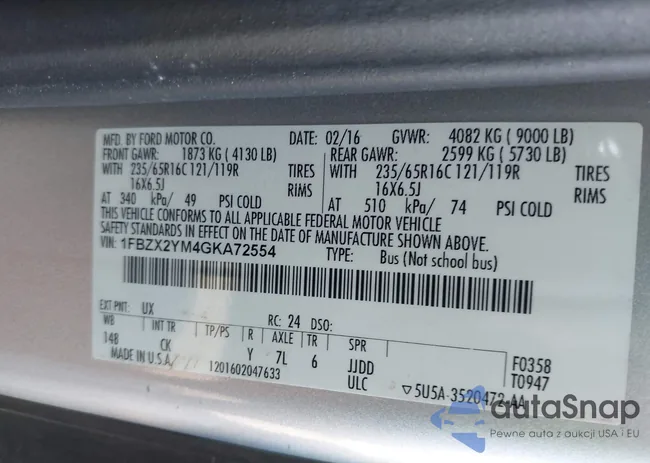 MFD. BY FORD MOTOR CO. DATE: 02/16 GVWR: 4082 KG ( 9000 LB)
FRONT GAWR: 1873 KG ( 4130 LB) REAR GAWR: 2599 KG ( 5730 LB)
WITH 235/65R16C 121/119R TIRES WITH 235/65R16C 121/119R TIRES
16X6.5J RIMS 16X6.5J RIMS
AT 340 kPa/ 49 PSI COLD AT 510 kPa/ 74 PSI COLD
THIS VEHICLE CONFORMS TO ALL APPLICABLE FEDERAL MOTOR VEHICLE
SAFETY STANDARDS IN EFFECT ON THE DATE OF MANUFACTURE SHOWN ABOVE.
VIN: 1FBZX2YM4GKA72554 TYPE: Bus (Not school bus)
EXT PNT: UX RC: 24 DSO:
WB INT TR TP/PS R AXLE TR SPR F0358
148 CK Y 7L 6 JJDD T0947
MADE IN U.S.A. 1201602047633 ULC ▽5U5A-3520472-AA
autoSnap
Pewne auta z aukcji USA i EU